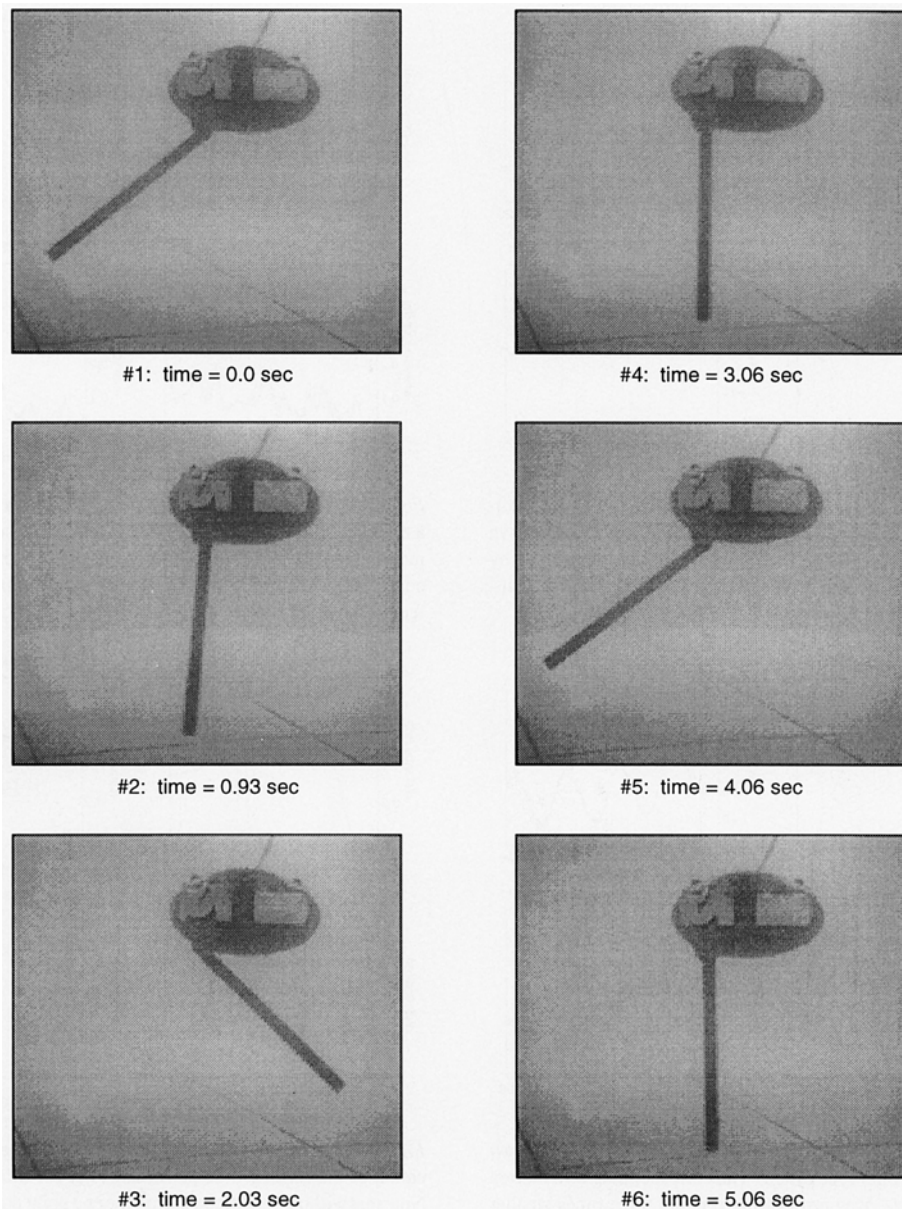 #1: time = 0.0 sec
#2: time = 0.93 sec
#3: time = 2.03 sec
#4: time = 3.06 sec
#5: time = 4.06 sec
#6: time = 5.06 sec